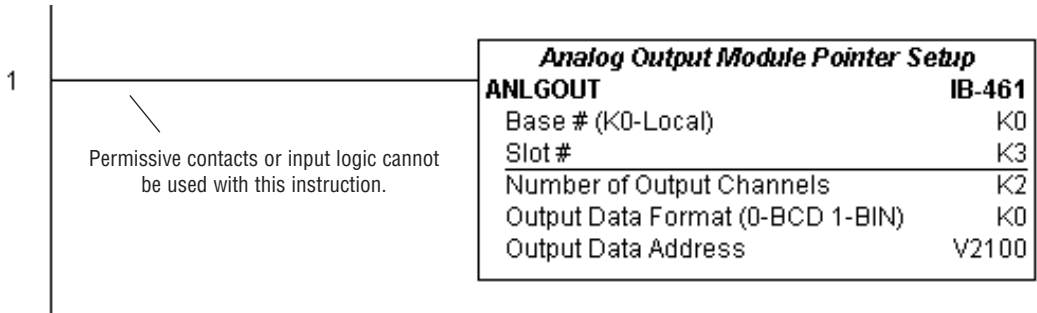 Analog Output Module Pointer Setup
1
ANLGOUT IB-461
Base # (K0-Local) K0
Slot # K3
Permissive contacts or input logic cannot
be used with this instruction.
Number of Output Channels K2
Output Data Format (0-BCD 1-BIN) K0
Output Data Address V2100